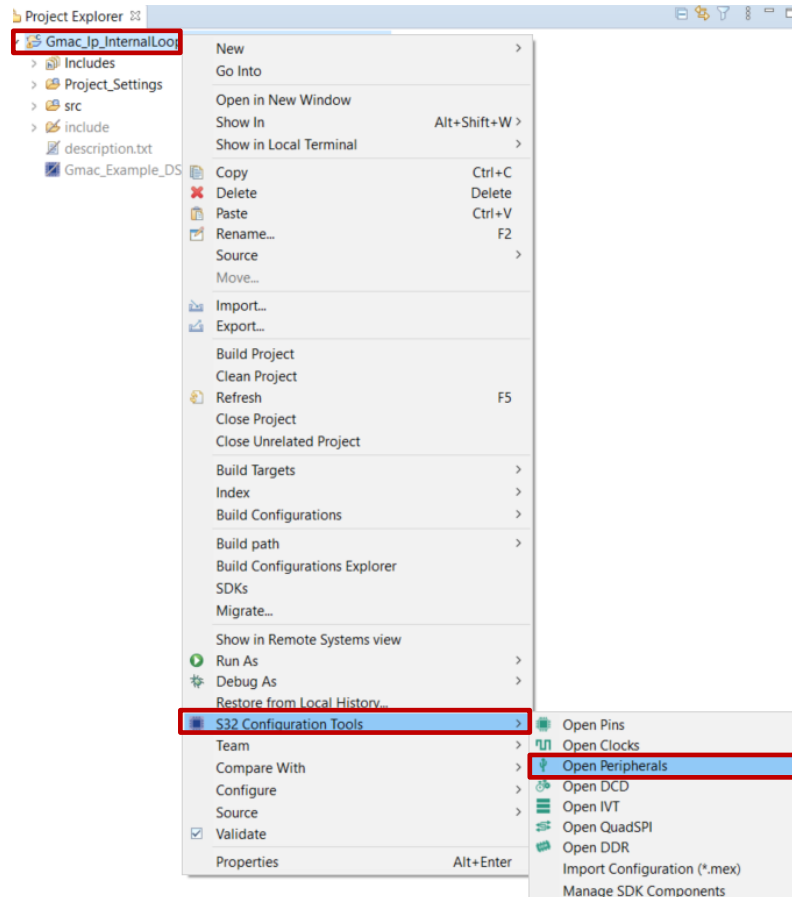 Project Explorer
Gmac_Ip_InternalLoop
Includes
Project_Settings
src
include
description.txt
Gmac_Example_DS
New
Go Into
Open in New Window
Show In Alt+Shift+W >
Show in Local Terminal
Copy Ctrl+C
Delete Delete
Paste Ctrl+V
Rename... F2
Source
Move...
Import...
Export...
Build Project
Clean Project
Refresh F5
Close Project
Close Unrelated Project
Build Targets
Index
Build Configurations
Build path
Build Configurations Explorer
SDKs
Migrate...
Show in Remote Systems view
Run As
Debug As
Restore from Local History...
S32 Configuration Tools
Team
Compare With
Configure
Source
Validate
Properties Alt+Enter
Open Pins
Open Clocks
Open Peripherals
Open DCD
Open IVT
Open QuadSPI
Open DDR
Import Configuration (*.mex)
Manage SDK Components